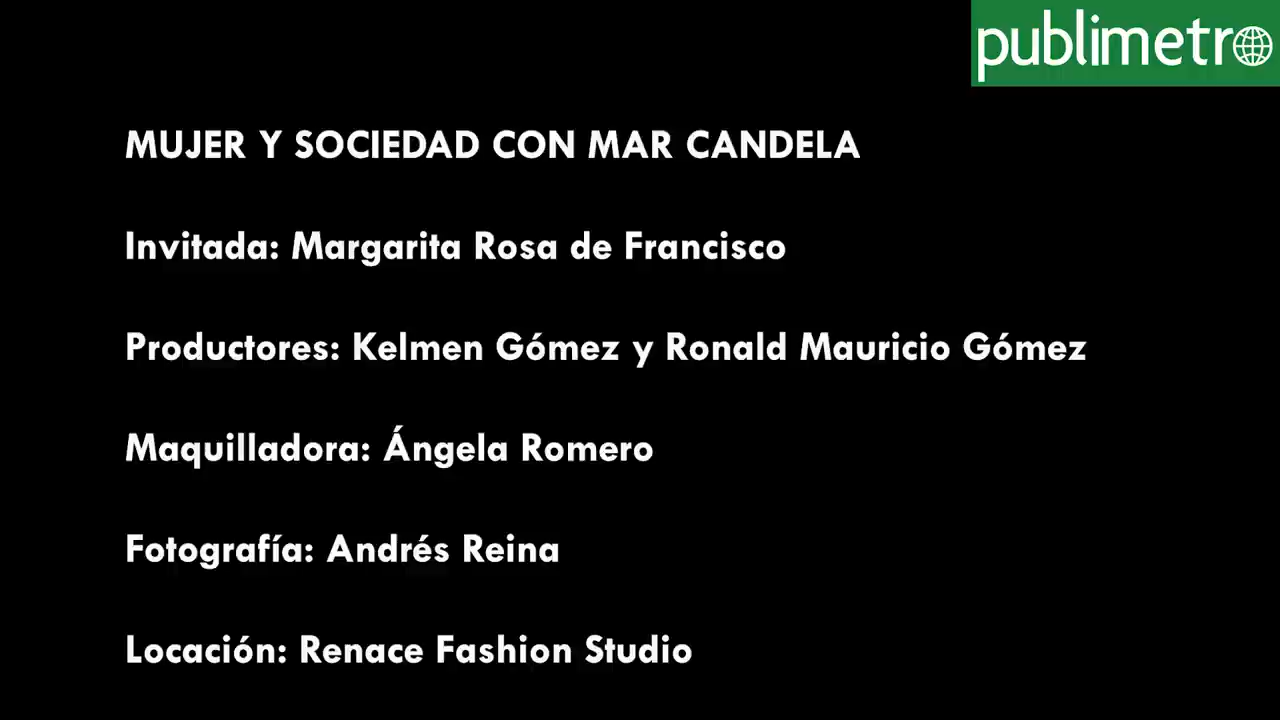 publimetro
MUJER Y SOCIEDAD CON MAR CANDELA
Invitada: Margarita Rosa de Francisco
Productores: Kelmen Gómez y Ronald Mauricio Gómez
Maquilladora: Ángela Romero
Fotografía: Andrés Reina
Locación: Renace Fashion Studio